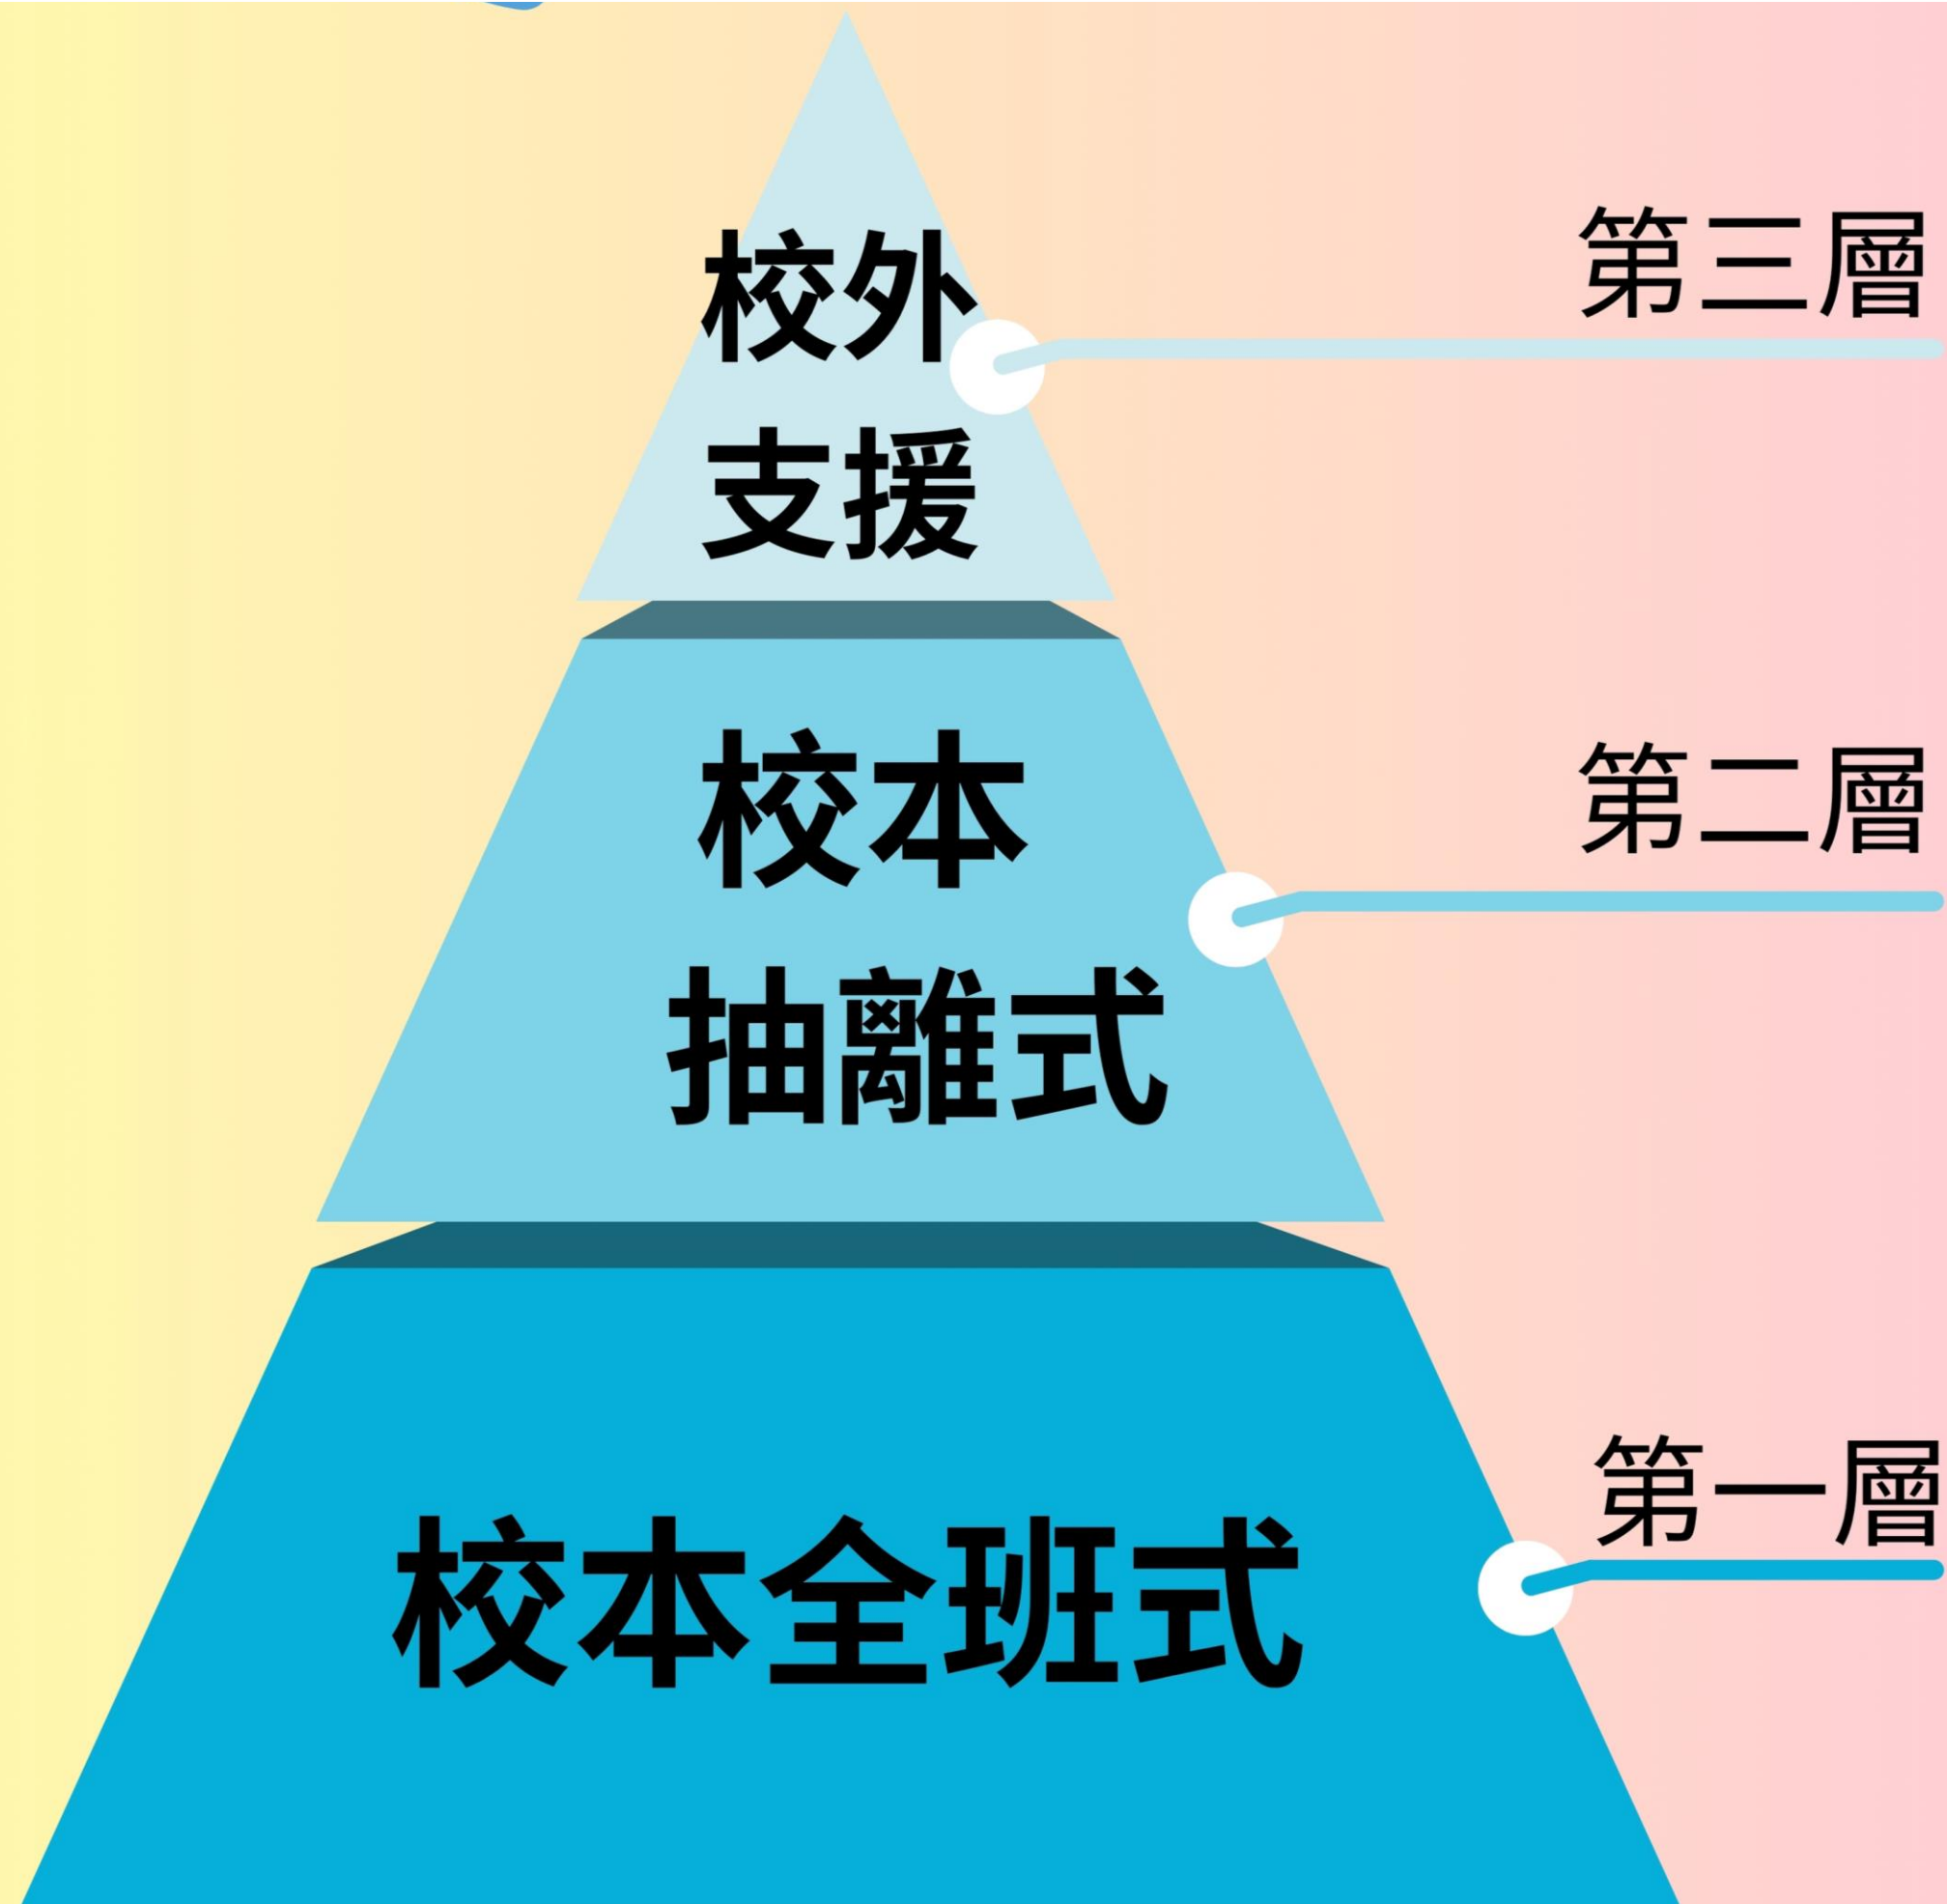 第三層
校外
支援
第二層
校本
抽離式
第一層
校本全班式